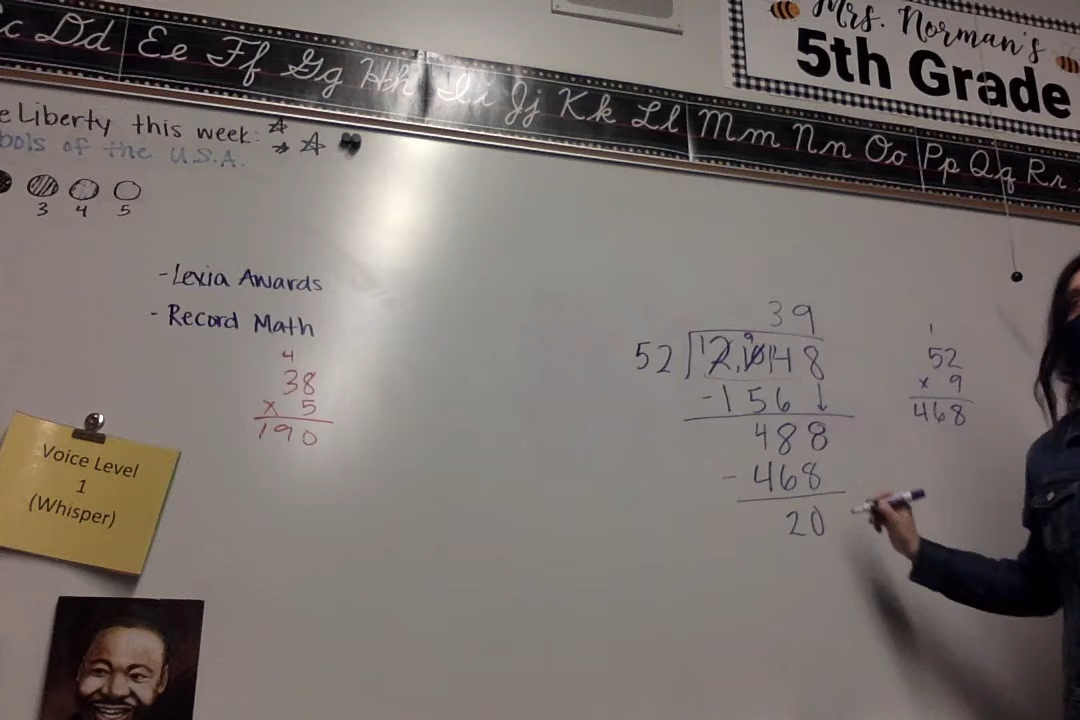 c Dd Ee Ff Gg Hh Ii Jj Kk Ll Mm Nn Oo Pp Qq Rr
Mrs. Norman's
5th Grade
e Liberty this week:
bols of the U.S.A.
3 4 5
- Lexia Awards
- Record Math
4
38
x 5
190
Voice Level
1
(Whisper)
39
52 12,048
-156
488
- 468
20
1
52
x 9
468